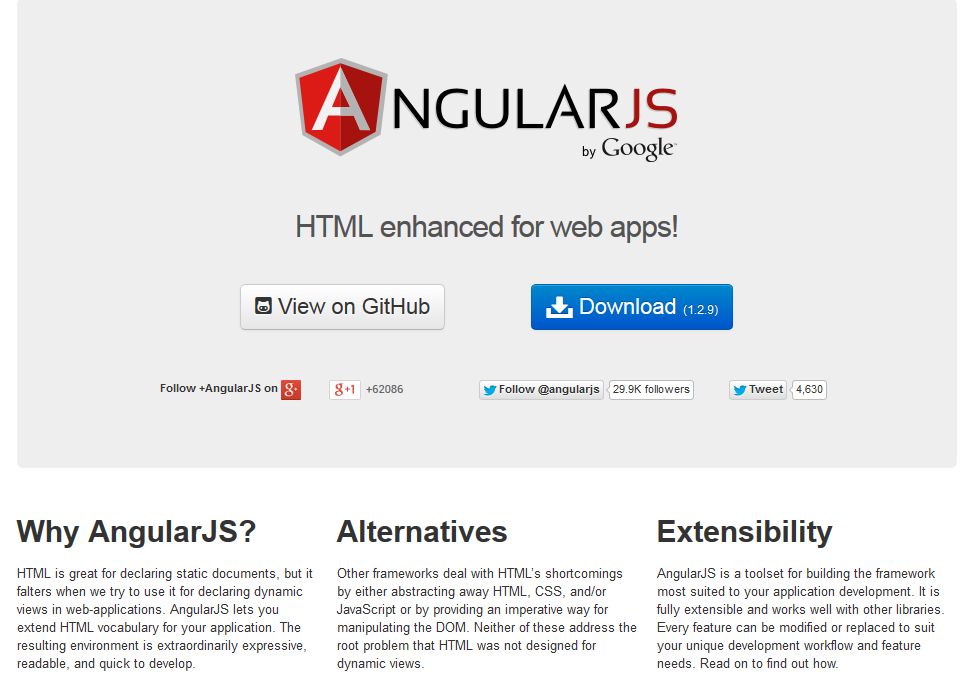 ANGULARJS
by Google™
HTML enhanced for web apps!
View on GitHub
Download (1.2.9)
Follow +AngularJS on g+
g+1 +62086
Follow @angularjs 29.9K followers
Tweet 4,630
Why AngularJS?
HTML is great for declaring static documents, but it
falters when we try to use it for declaring dynamic
views in web-applications. AngularJS lets you
extend HTML vocabulary for your application. The
resulting environment is extraordinarily expressive,
readable, and quick to develop.
Alternatives
Other frameworks deal with HTML's shortcomings
by either abstracting away HTML, CSS, and/or
JavaScript or by providing an imperative way for
manipulating the DOM. Neither of these address the
root problem that HTML was not designed for
dynamic views.
Extensibility
AngularJS is a toolset for building the framework
most suited to your application development. It is
fully extensible and works well with other libraries.
Every feature can be modified or replaced to suit
your unique development workflow and feature
needs. Read on to find out how.